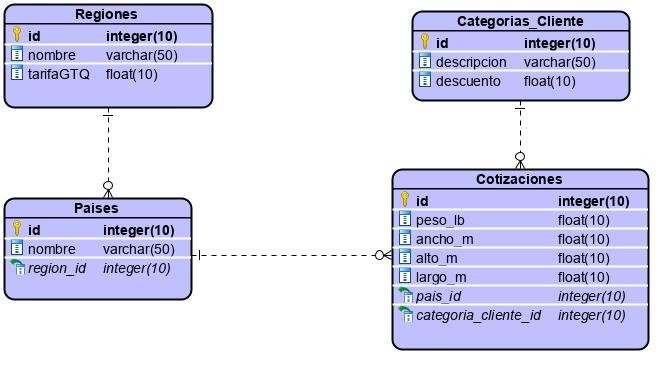 Regiones
id integer(10)
nombre varchar(50)
tarifaGTQ float(10)
Categorias_Cliente
id integer(10)
descripcion varchar(50)
descuento float(10)
Paises
id integer(10)
nombre varchar(50)
region_id integer(10)
Cotizaciones
id integer(10)
peso_lb float(10)
ancho_m float(10)
alto_m float(10)
largo_m float(10)
pais_id integer(10)
categoria_cliente_id integer(10)